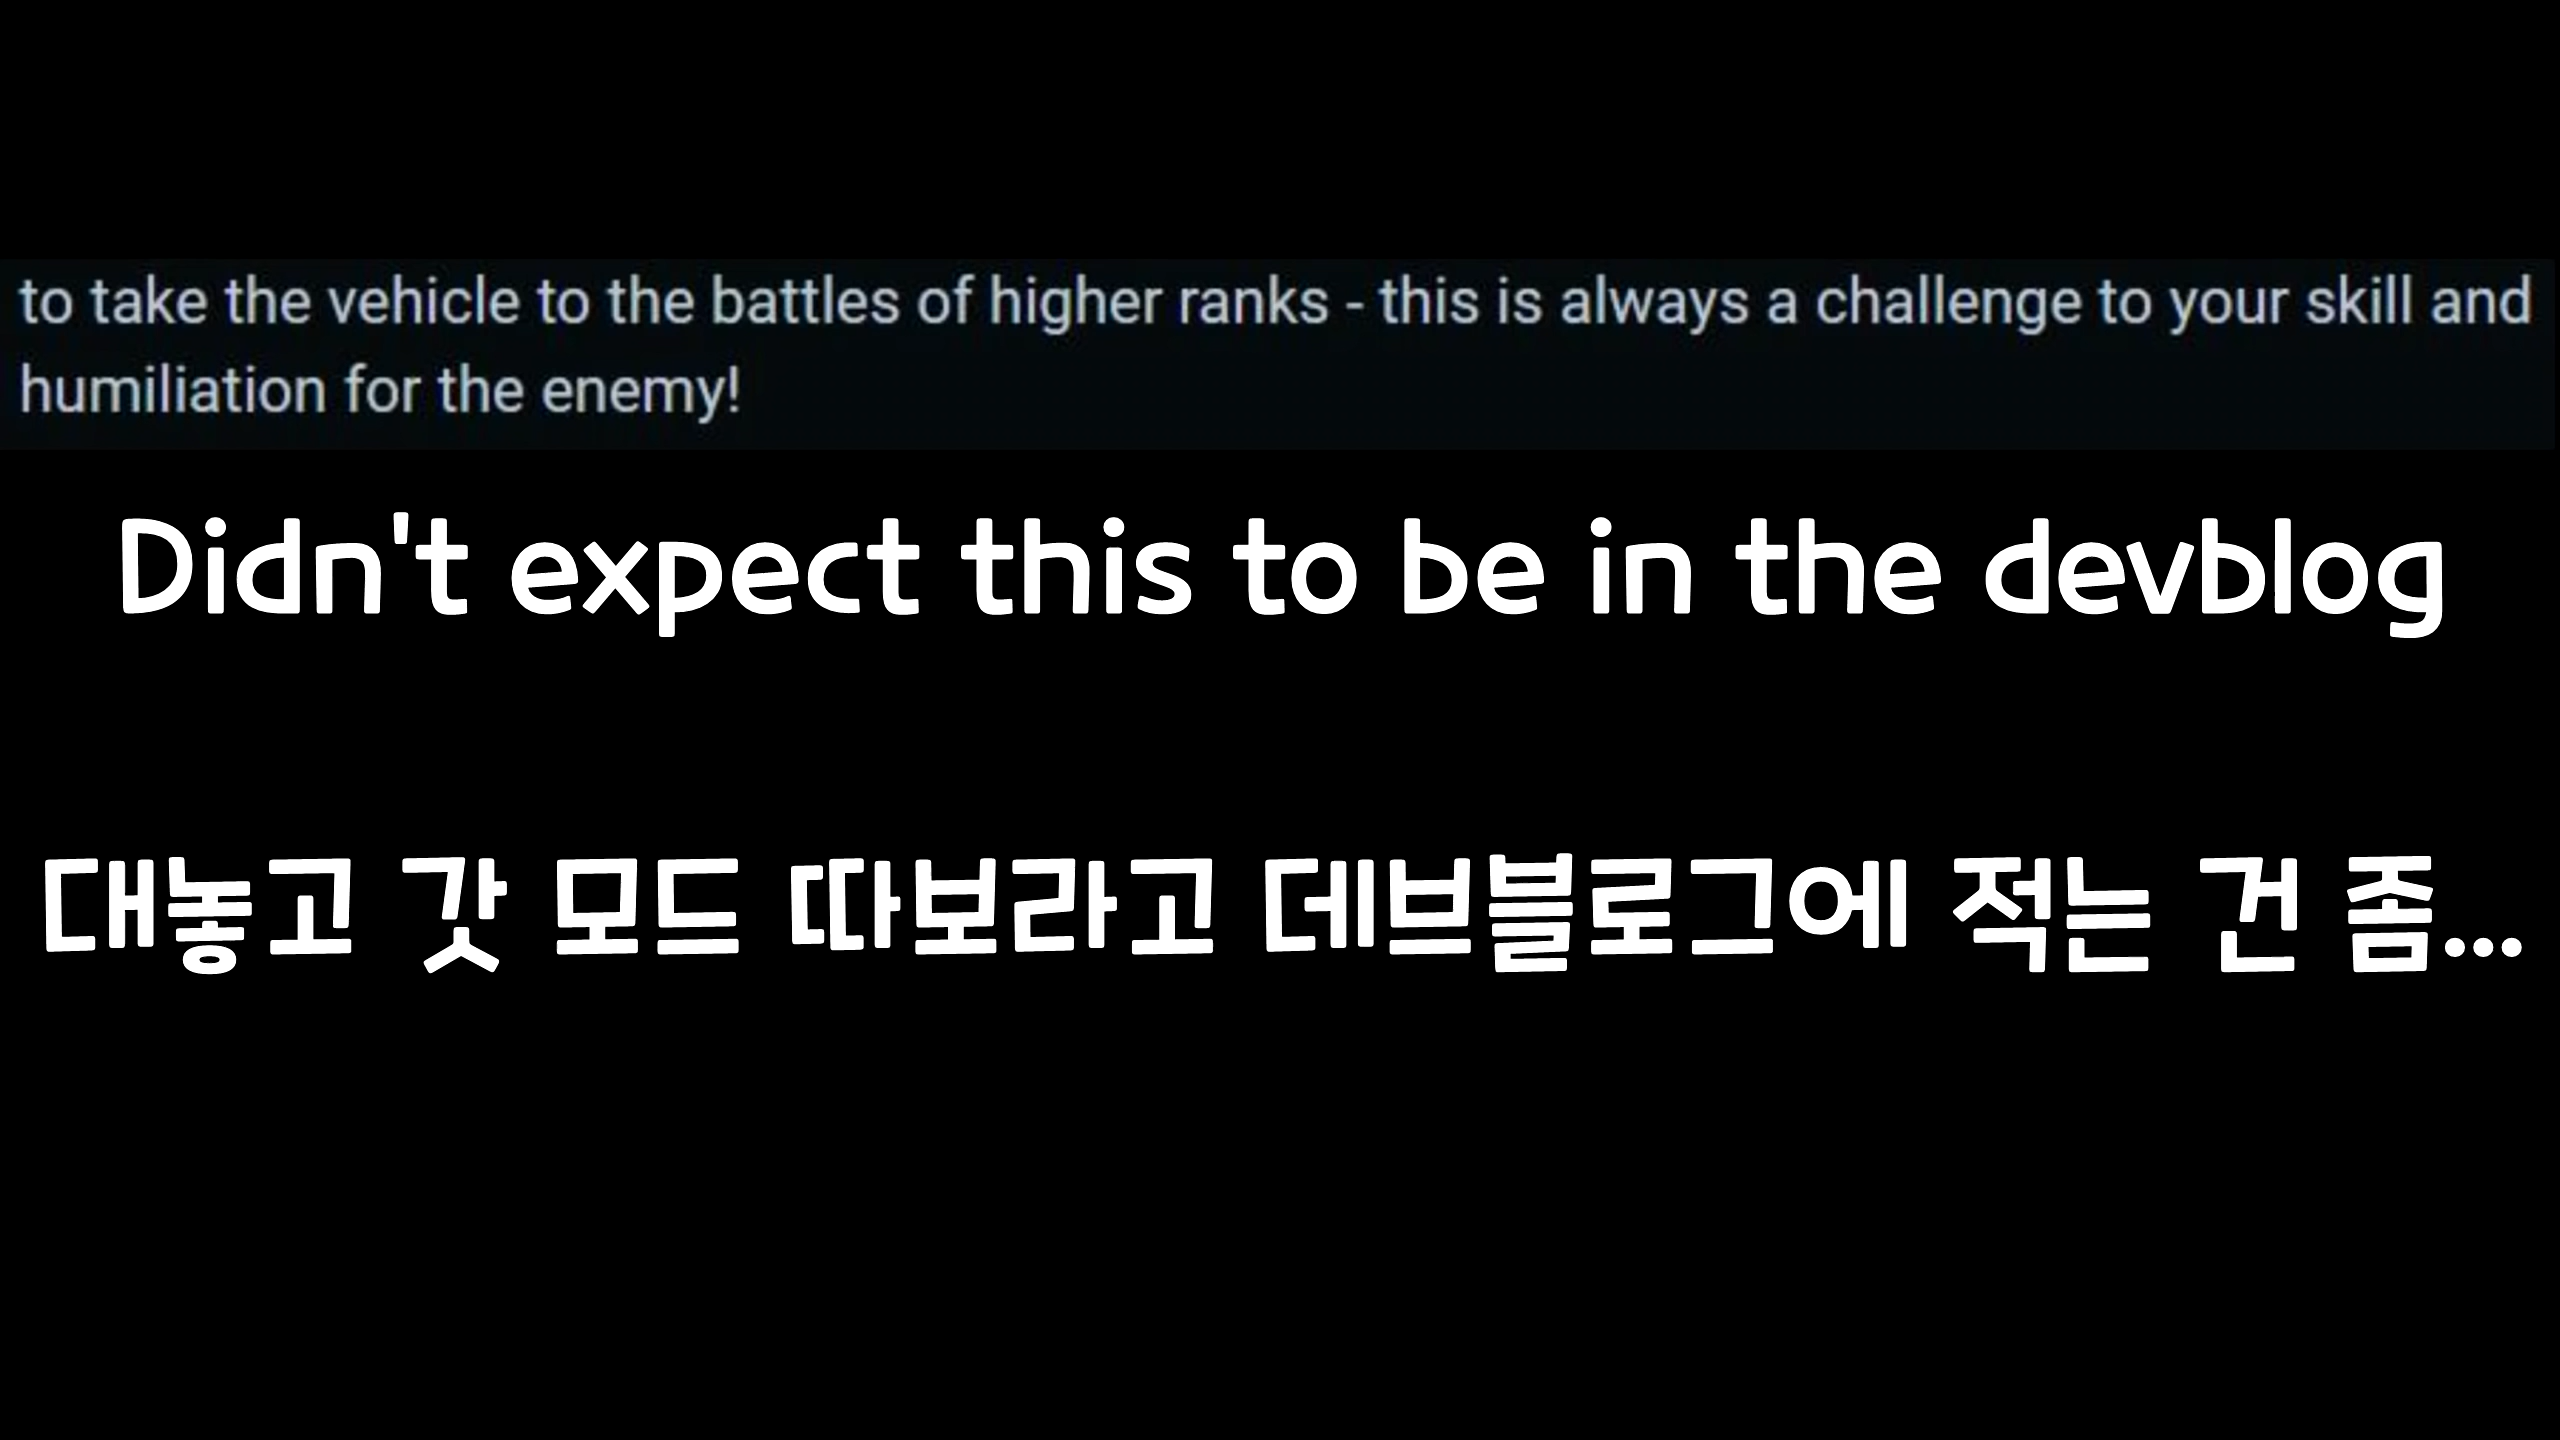 to take the vehicle to the battles of higher ranks - this is always a challenge to your skill and
humiliation for the enemy!
Didn't expect this to be in the devblog
대놓고 갓 모드 따보라고 데브블로그에 적는 건 좀...